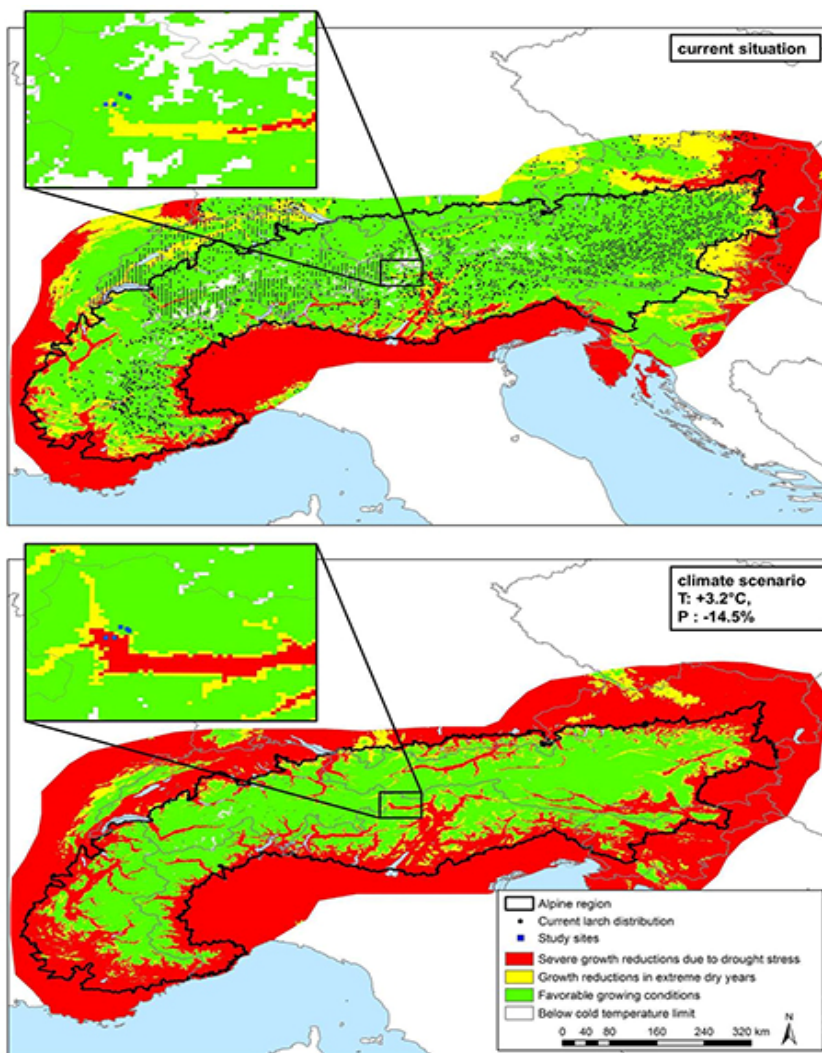 current situation
climate scenario
T: +3.2°C,
P : -14.5%
Alpine region
Current larch distribution
Study sites
Severe growth reductions due to drought stress
Growth reductions in extreme dry years
Favorable growing conditions
Below cold temperature limit
N
0 40 80 160 240 320 km